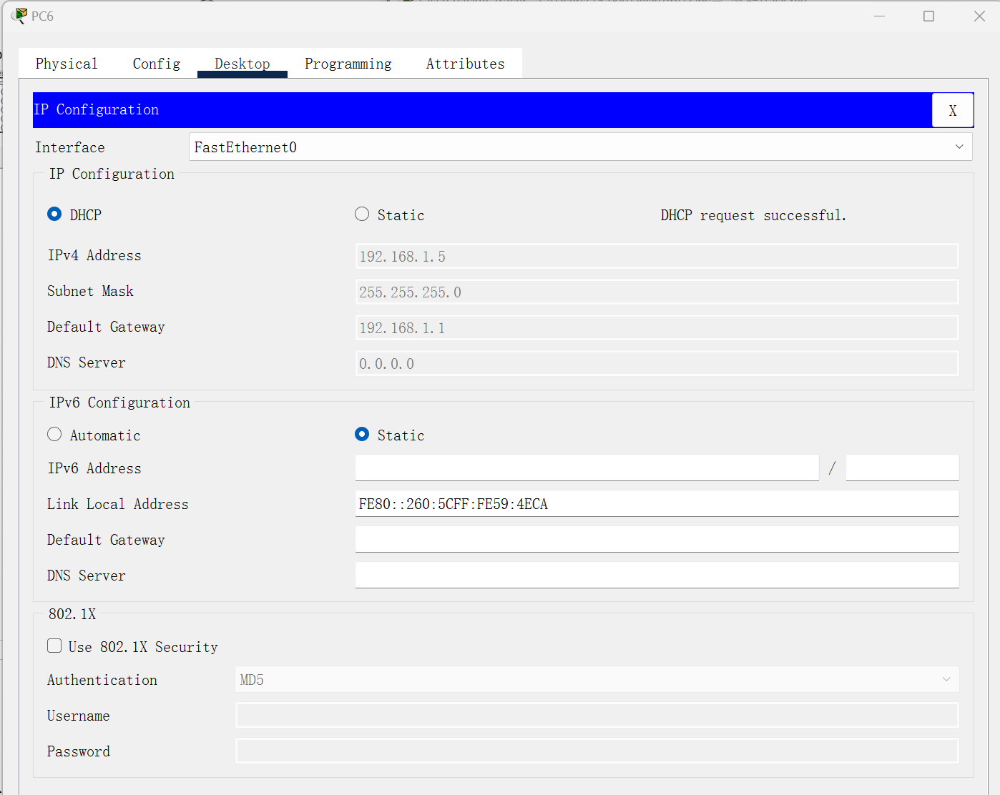 PC6
Physical Config Desktop Programming Attributes
IP Configuration X
Interface FastEthernet0
IP Configuration
DHCP Static DHCP request successful.
IPv4 Address 192.168.1.5
Subnet Mask 255.255.255.0
Default Gateway 192.168.1.1
DNS Server 0.0.0.0
IPv6 Configuration
Automatic Static
IPv6 Address /
Link Local Address FE80::260:5CFF:FE59:4ECA
Default Gateway
DNS Server
802.1X
Use 802.1X Security
Authentication MD5
Username
Password